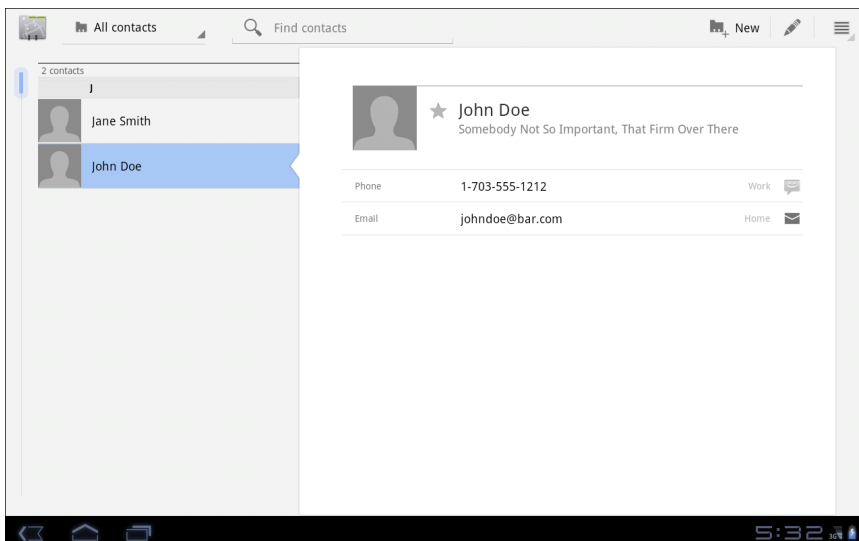 All contacts
Find contacts
New
2 contacts
J
Jane Smith
John Doe
John Doe
Somebody Not So Important, That Firm Over There
Phone 1-703-555-1212 Work
Email johndoe@bar.com Home
5:32 3G